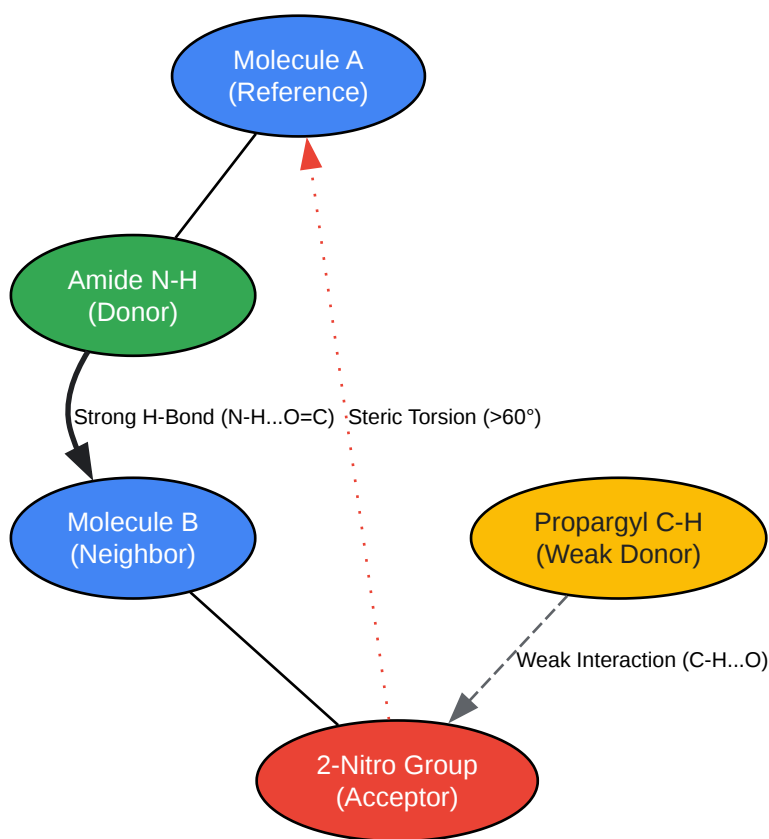 Molecule A
(Reference)
Amide N-H
(Donor)
Strong H-Bond (N-H...O=C)
Steric Torsion (>60°)
Molecule B
(Neighbor)
Propargyl C-H
(Weak Donor)
Weak Interaction (C-H...O)
2-Nitro Group
(Acceptor)